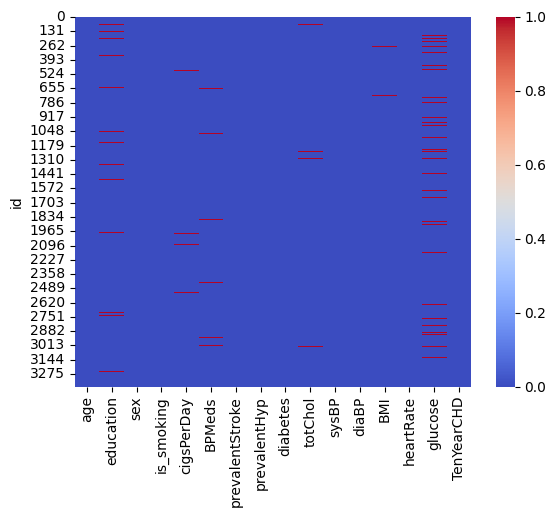 0
131
262
393
524
655
786
917
1048
1179
1310
1441
1572
1703
1834
1965
2096
2227
2358
2489
2620
2751
2882
3013
3144
3275
id
age
education
sex
is_smoking
cigsPerDay
BPMeds
prevalentStroke
prevalentHyp
diabetes
totChol
sysBP
diaBP
BMI
heartRate
glucose
TenYearCHD
1.0
0.8
0.6
0.4
0.2
0.0